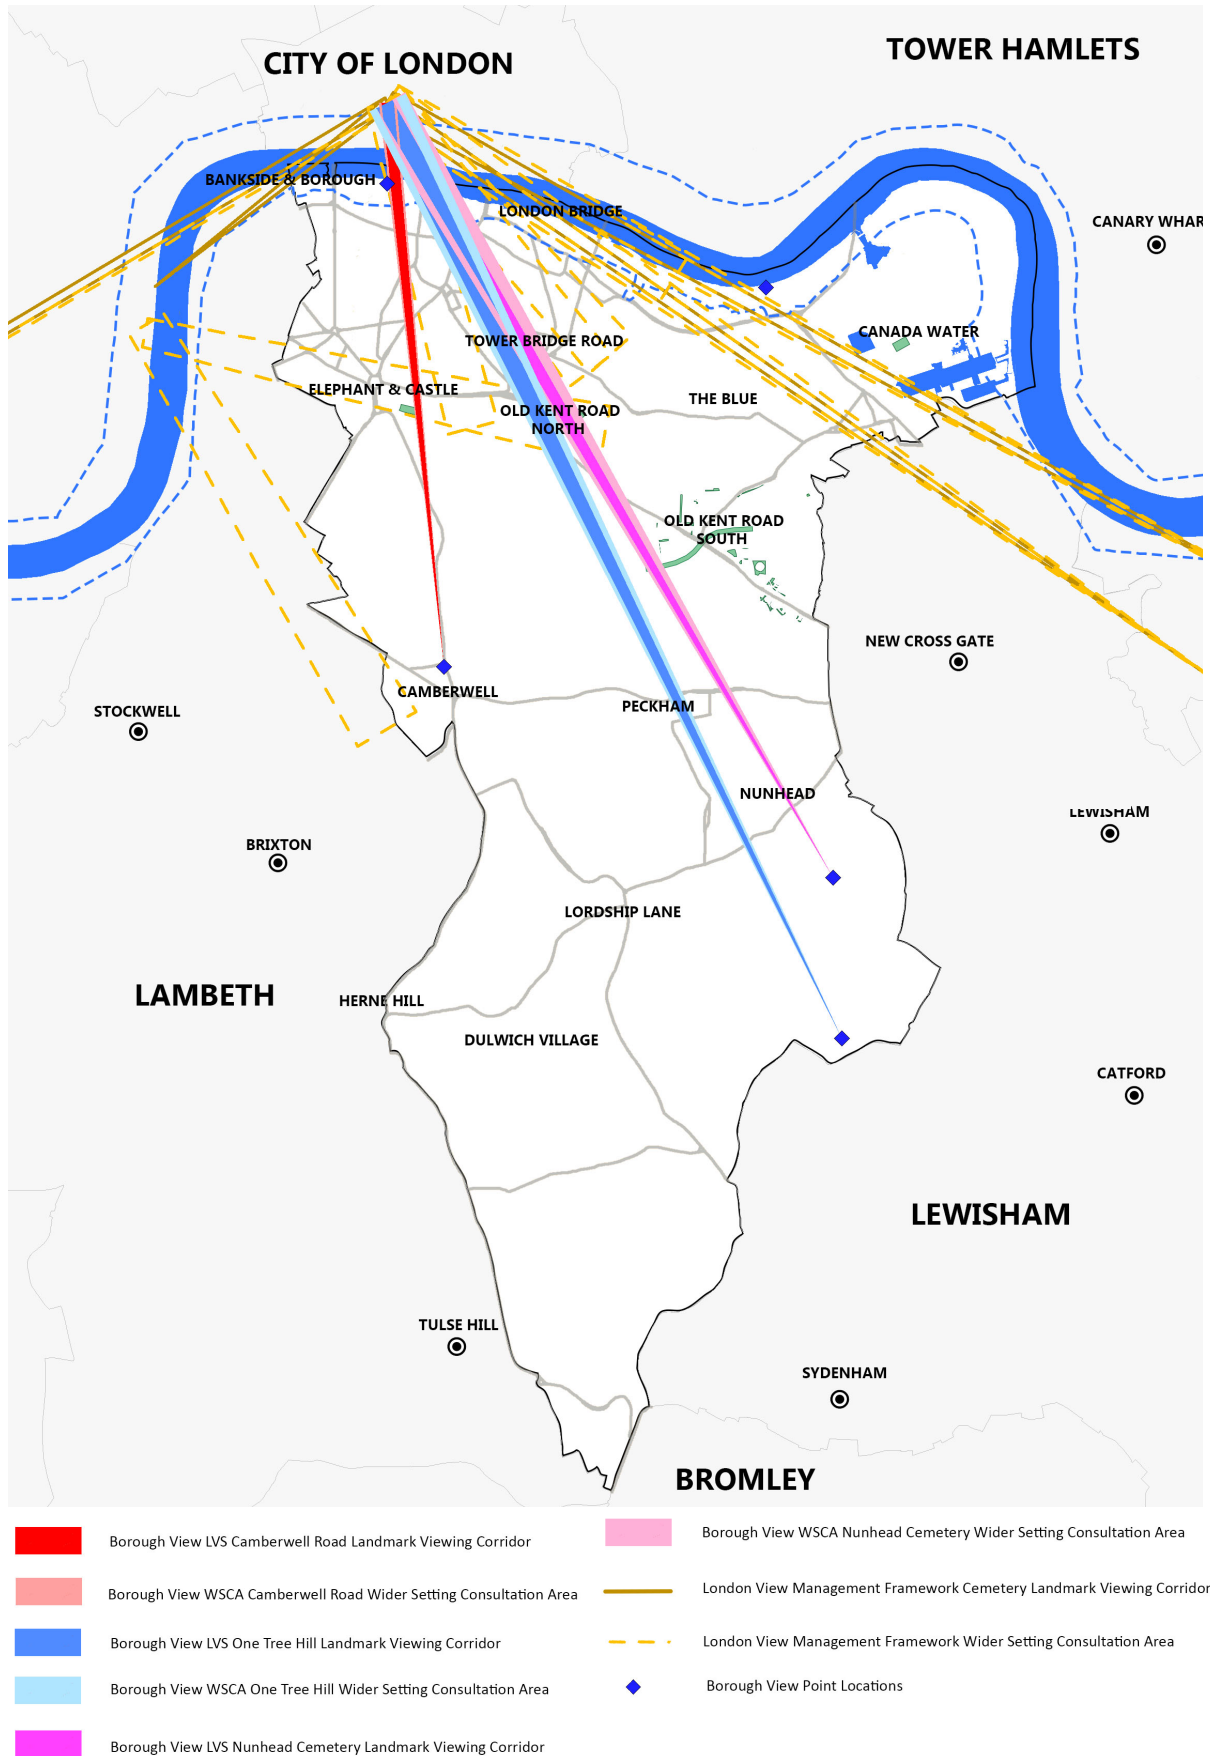 CITY OF LONDON
TOWER HAMLETS
BANKSIDE & BOROUGH
LONDON BRIDGE
CANARY WHAR
CANADA WATER
TOWER BRIDGE ROAD
ELEPHANT & CASTLE
THE BLUE
OLD KENT ROAD
NORTH
OLD KENT ROAD
SOUTH
NEW CROSS GATE
CAMBERWELL
PECKHAM
STOCKWELL
NUNHEAD
LEWISHAM
BRIXTON
LORDSHIP LANE
LAMBETH
HERNE HILL
DULWICH VILLAGE
CATFORD
LEWISHAM
TULSE HILL
SYDENHAM
BROMLEY
Borough View LVS Camberwell Road Landmark Viewing Corridor
Borough View WSCA Camberwell Road Wider Setting Consultation Area
Borough View LVS One Tree Hill Landmark Viewing Corridor
Borough View WSCA One Tree Hill Wider Setting Consultation Area
Borough View LVS Nunhead Cemetery Landmark Viewing Corridor
Borough View WSCA Nunhead Cemetery Wider Setting Consultation Area
London View Management Framework Cemetery Landmark Viewing Corridor
London View Management Framework Wider Setting Consultation Area
Borough View Point Locations